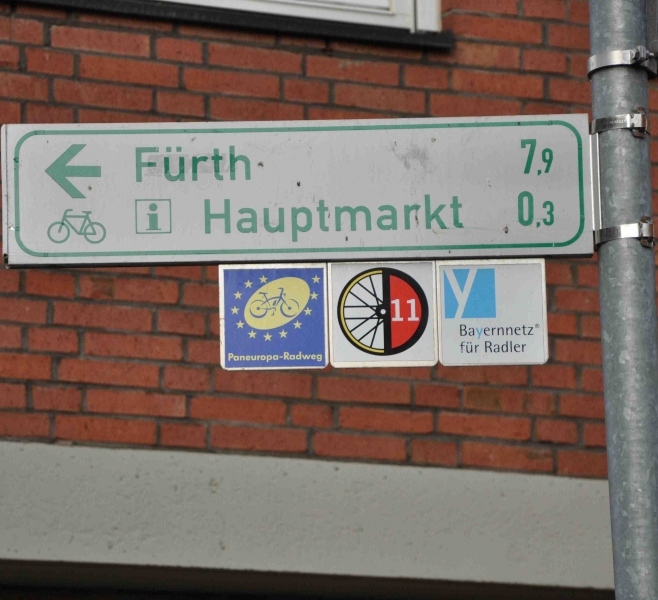 Fürth 7,9
i Hauptmarkt 0,3
Paneuropa-Radweg
11
Bayernnetz®
für Radler